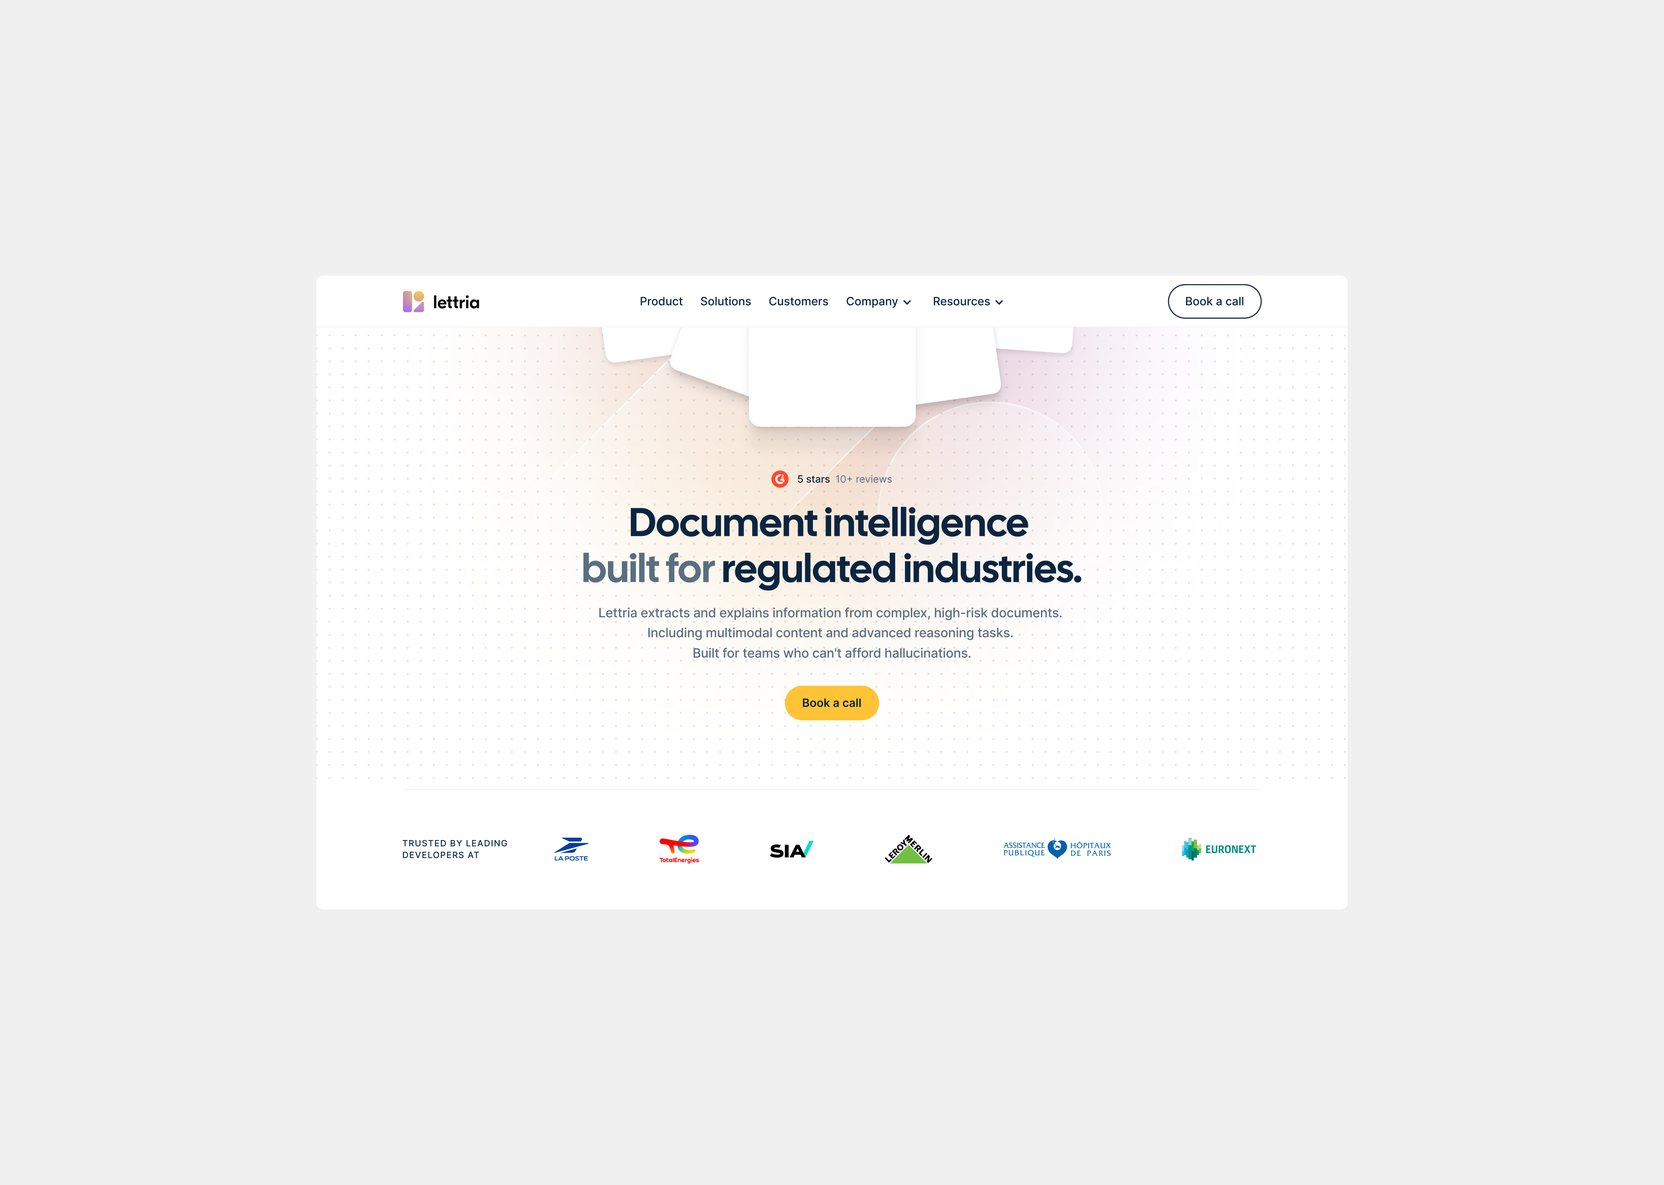 lettria
Product Solutions Customers Company Resources
Book a call
5 stars 10+ reviews
Document intelligence
built for regulated industries.
Lettria extracts and explains information from complex, high-risk documents.
Including multimodal content and advanced reasoning tasks.
Built for teams who can't afford hallucinations.
Book a call
TRUSTED BY LEADING
DEVELOPERS AT
LA POSTE
TotalEnergies
SIA
LEROY MERLIN
ASSISTANCE HÔPITAUX
PUBLIQUE DE PARIS
EURONEXT